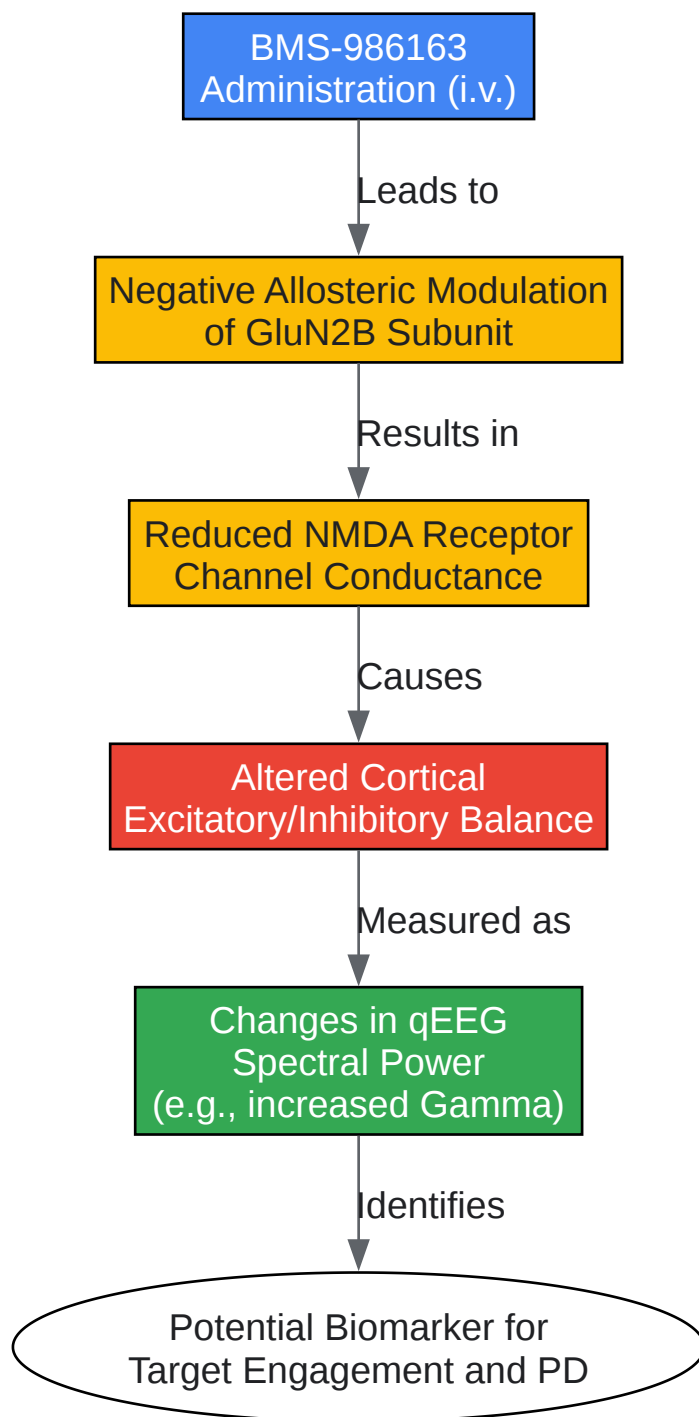 BMS-986163
Administration (i.v.)
Leads to
Negative Allosteric Modulation
of GluN2B Subunit
Results in
Reduced NMDA Receptor
Channel Conductance
Causes
Altered Cortical
Excitatory/Inhibitory Balance
Measured as
Changes in qEEG
Spectral Power
(e.g., increased Gamma)
Identifies
Potential Biomarker for
Target Engagement and PD